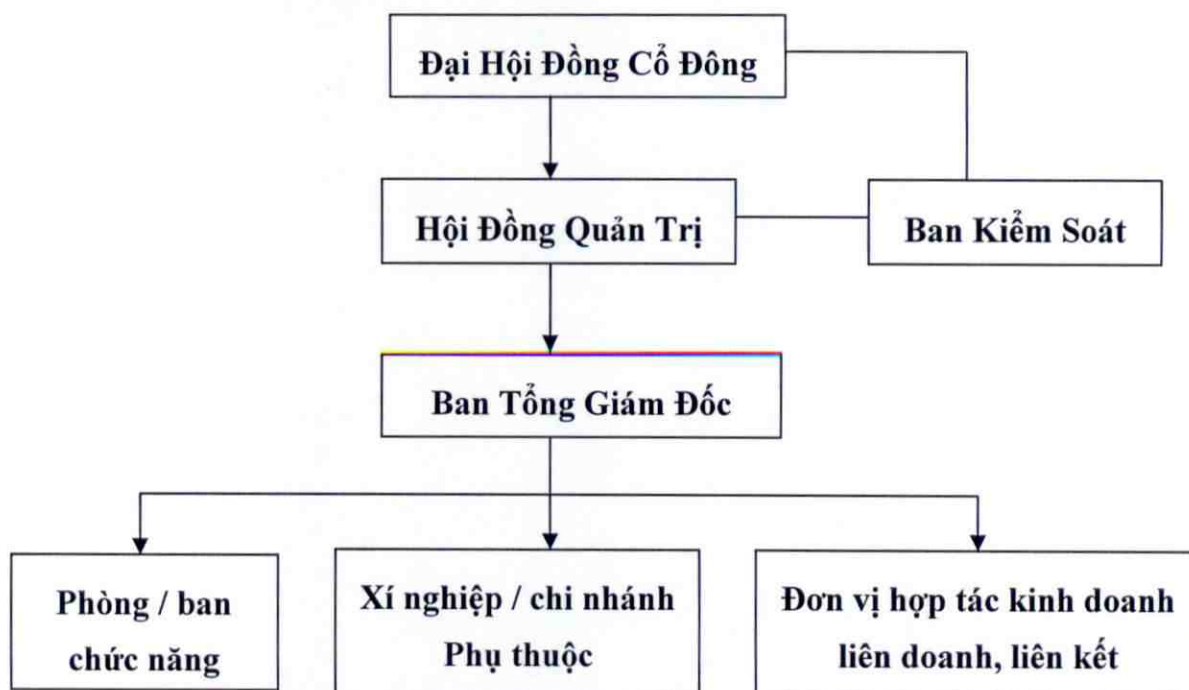 Đại Hội Đồng Cổ Đông
Hội Đồng Quản Trị
Ban Kiểm Soát
Ban Tổng Giám Đốc
Phòng / ban
chức năng
Xí nghiệp / chi nhánh
Phụ thuộc
Đơn vị hợp tác kinh doanh
liên doanh, liên kết